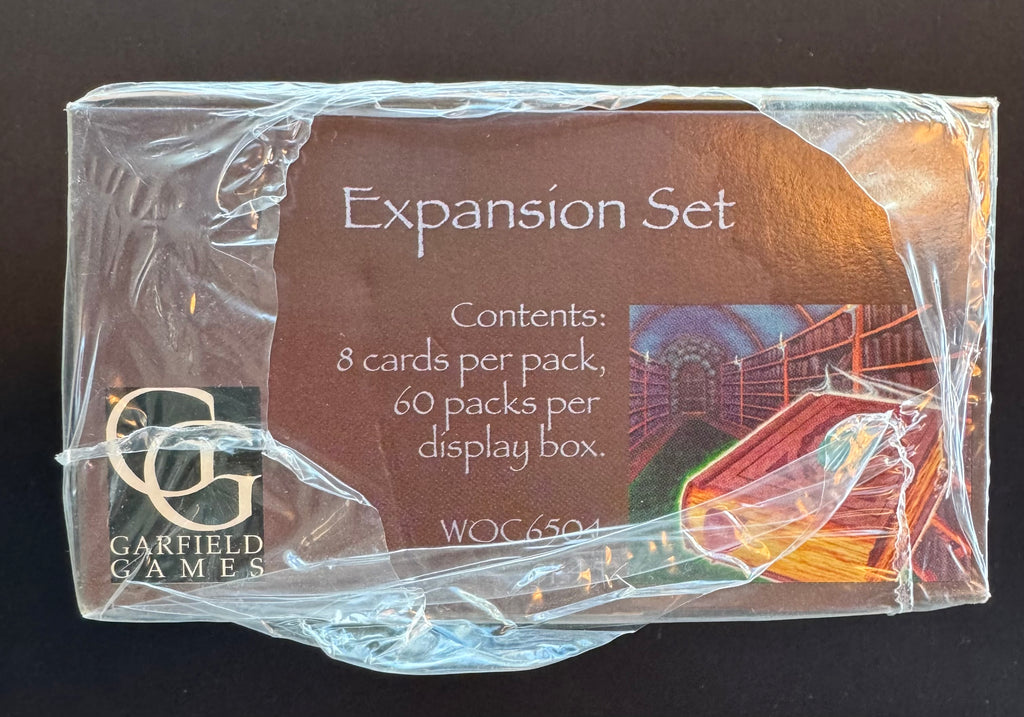 Expansion Set
Contents:
8 cards per pack,
60 packs per
display box.
WOC6504
GG
GARFIELD
GAMES